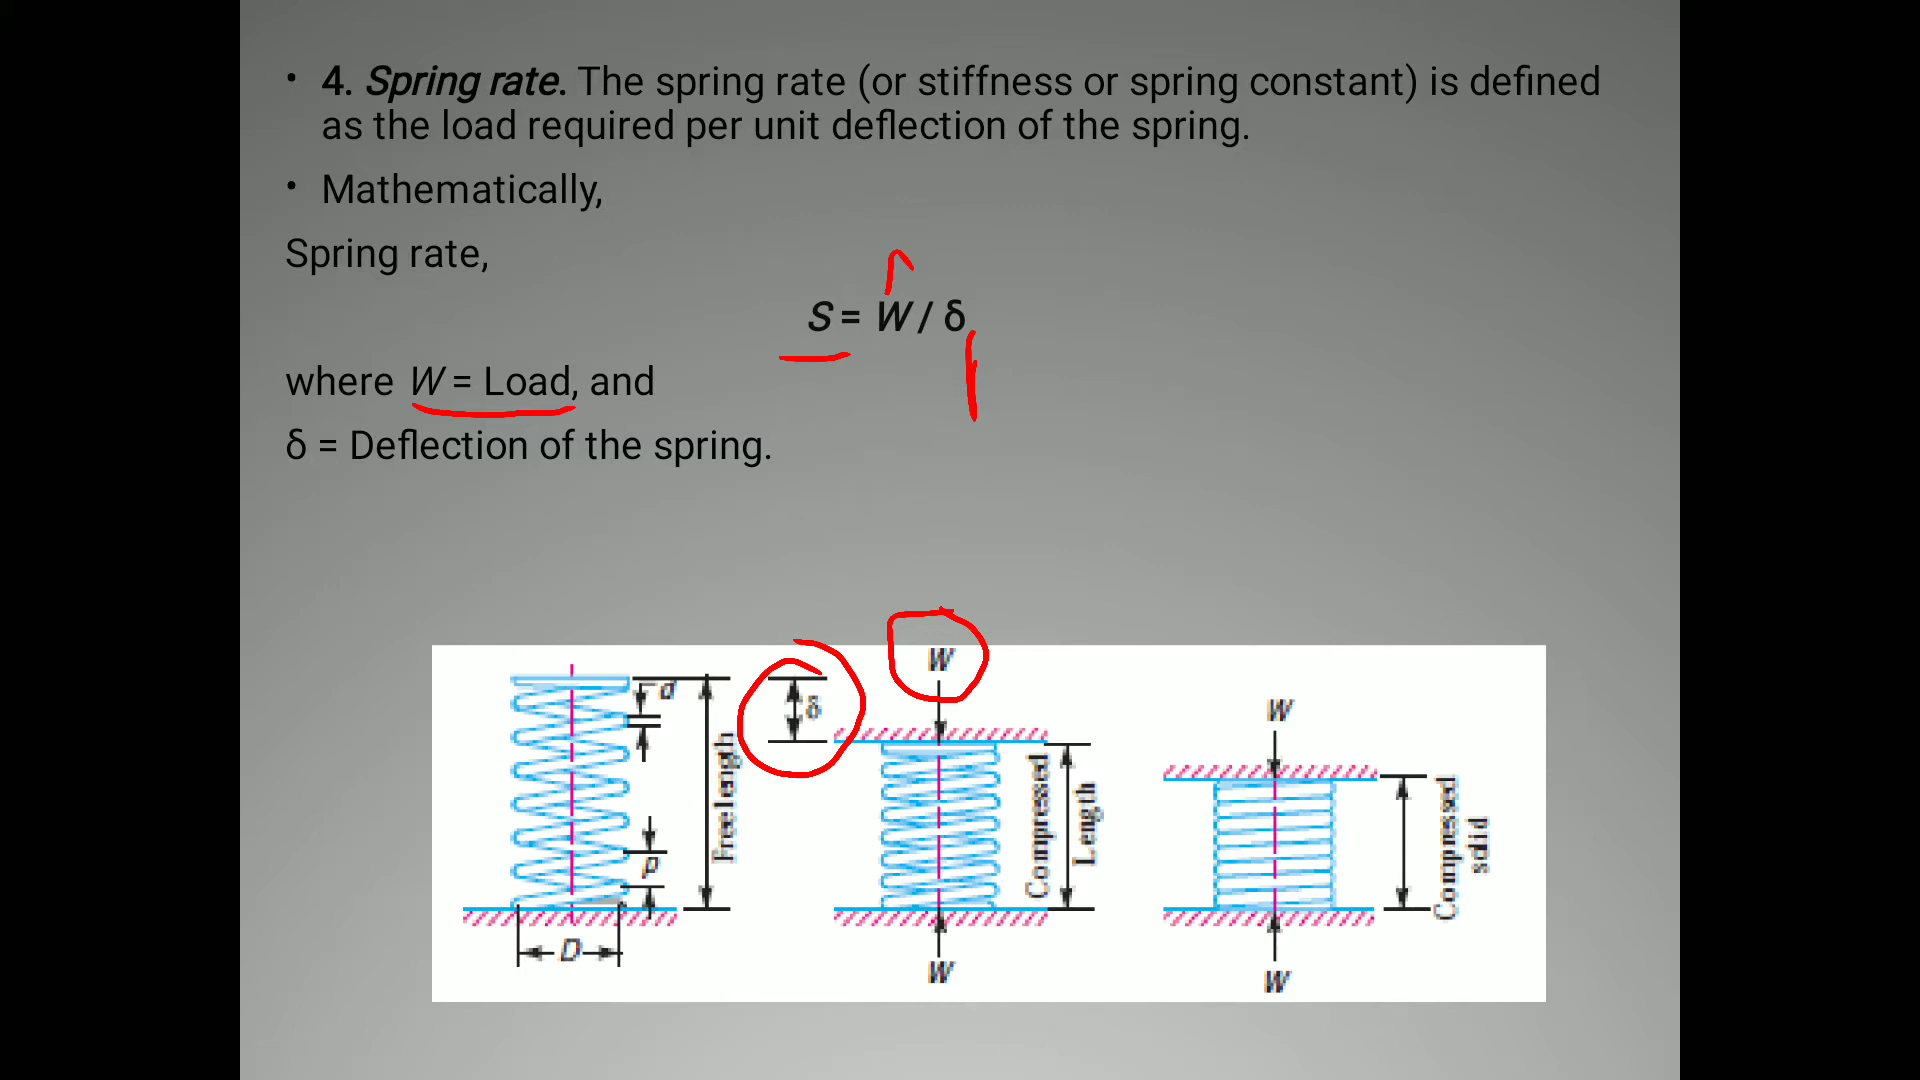 • 4. Spring rate. The spring rate (or stiffness or spring constant) is defined
as the load required per unit deflection of the spring.
• Mathematically,
Spring rate,
S = W / δ
where W = Load, and
δ = Deflection of the spring.
d
Free length
p
D
δ
W
Compressed
Length
W
W
Compressed
solid
W